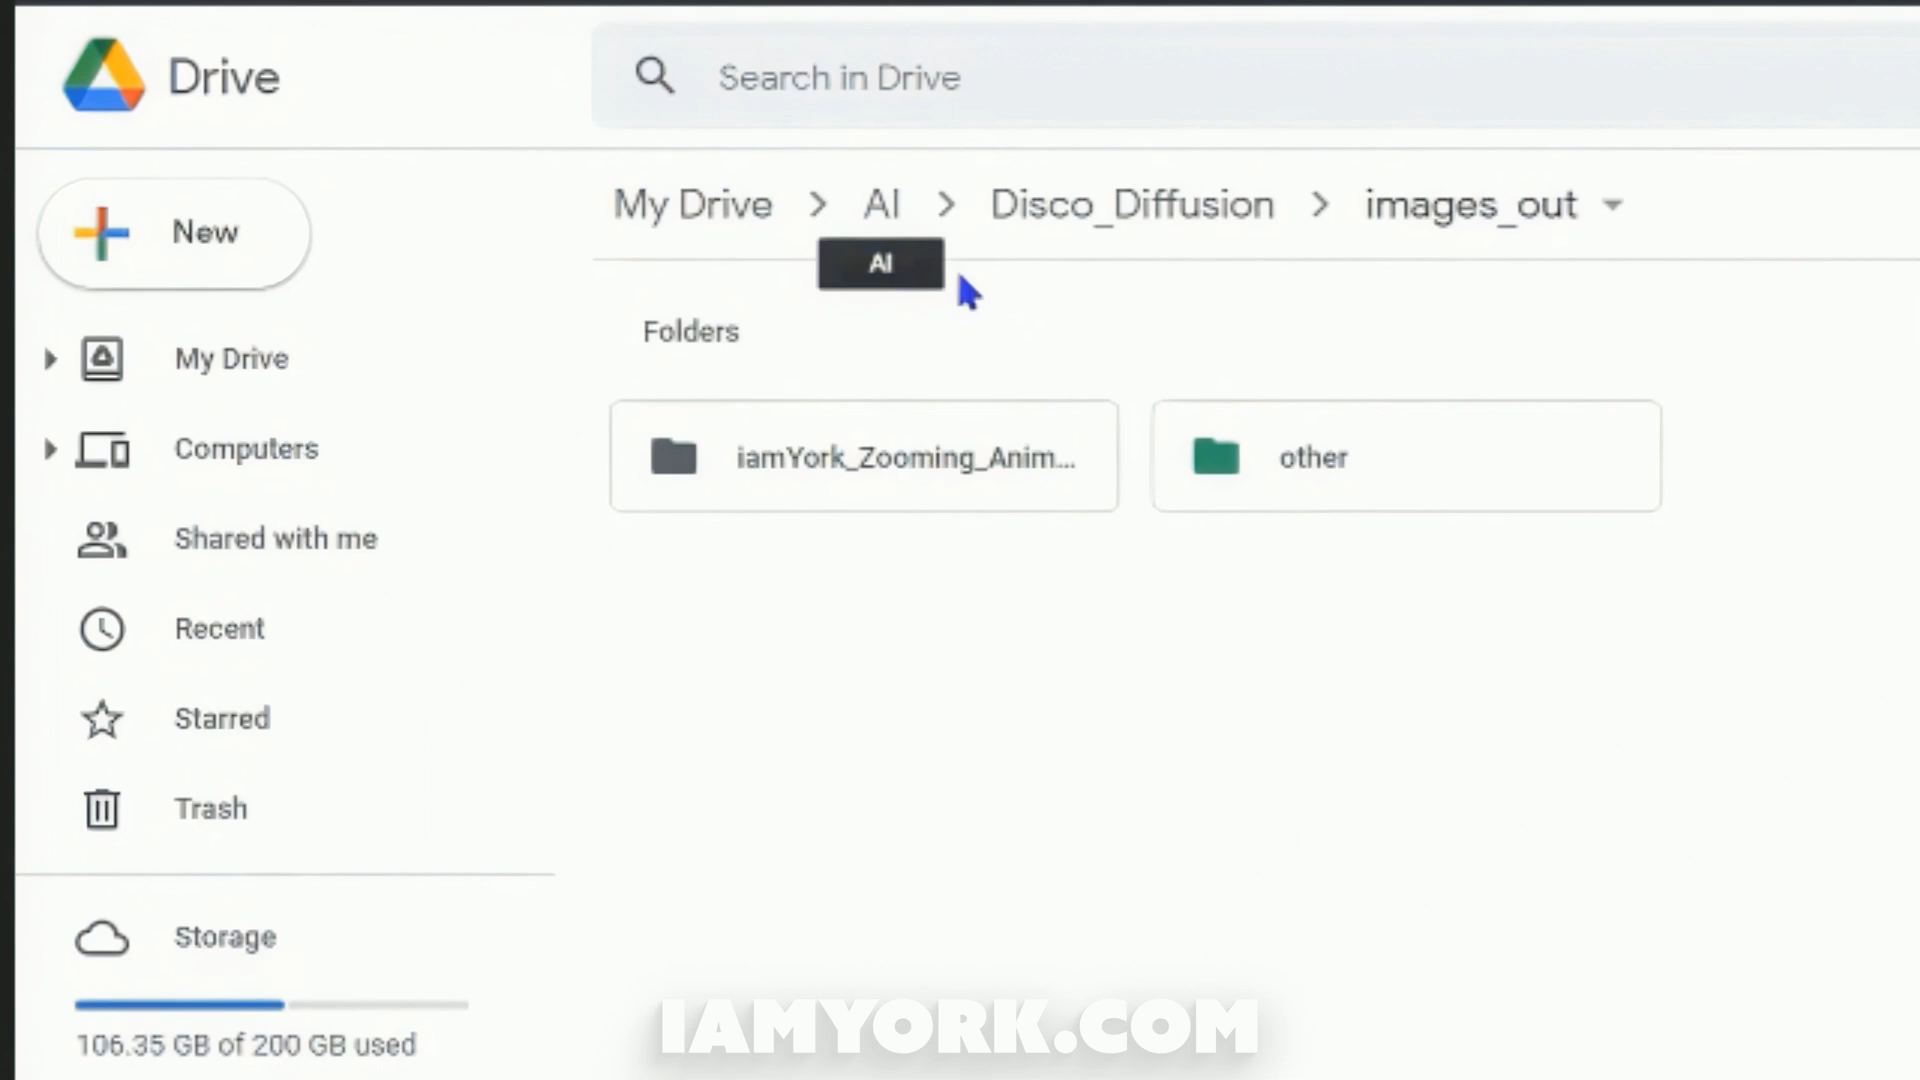 Drive
Search in Drive
My Drive > AI > Disco_Diffusion > images_out
AI
New
Folders
My Drive
iamYork_Zooming_Anim...
other
Computers
Shared with me
Recent
Starred
Trash
Storage
106.35 GB of 200 GB used
IAMYORK.COM